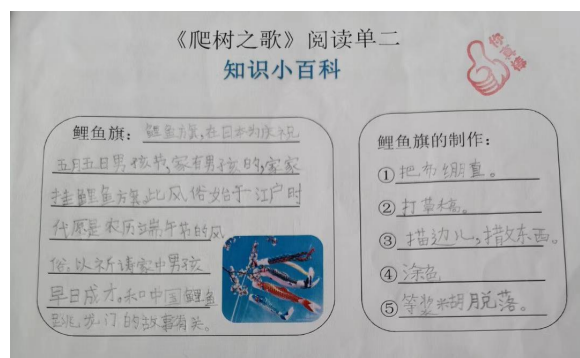 《爬树之歌》阅读单二
知识小百科
鲤鱼旗：鲤鱼旗,在日本为庆祝
五月五日男孩节,家有男孩的,家家
挂鲤鱼旗。此风俗始于江户时
代,原是农历端午节的风
俗,以祈请家中男孩
早日成才。和中国鲤鱼
跳龙门的故事有关。
鲤鱼旗的制作：
①把布绷直。
②打草稿。
③描边儿,措散东西。
④涂色
⑤等浆糊脱落。